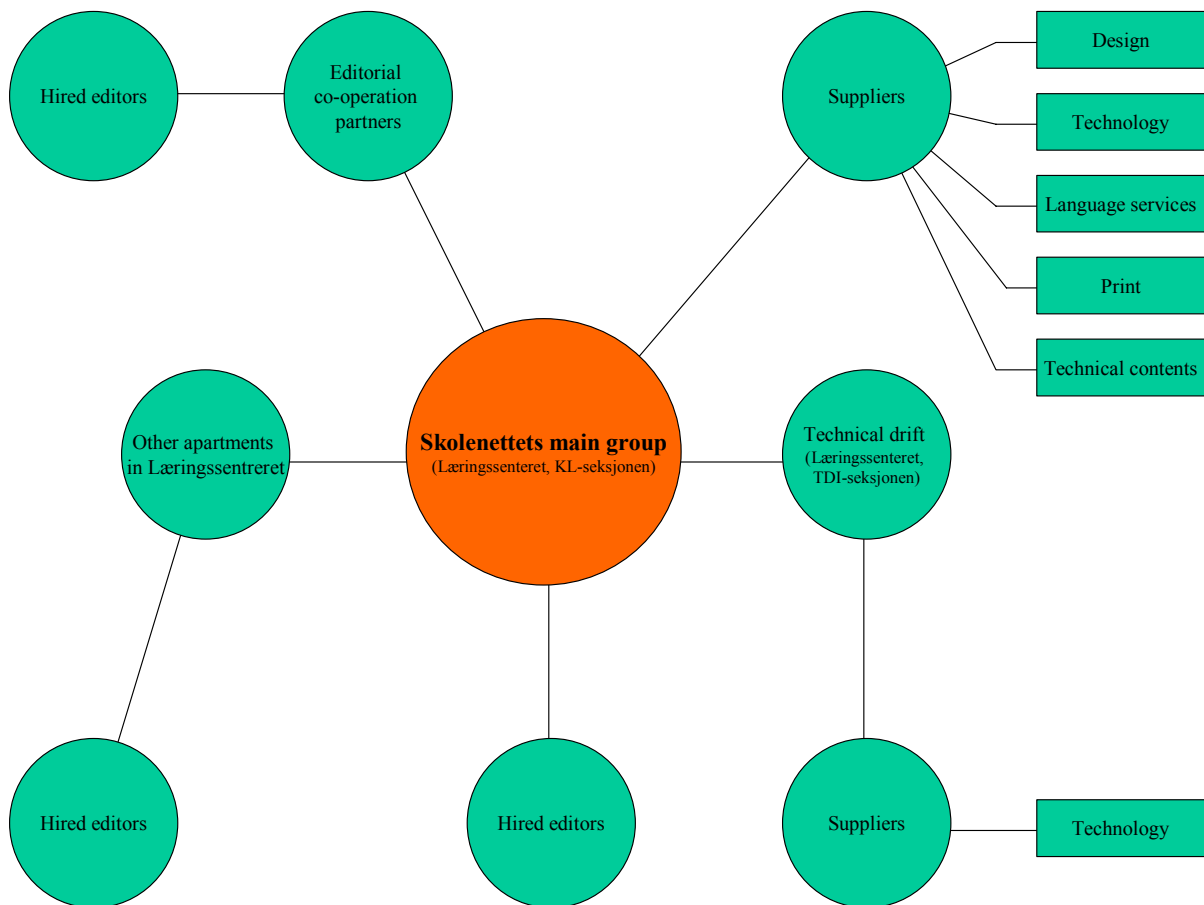 Hired editors
Editorial
co-operation
partners
Suppliers
Design
Technology
Language services
Print
Technical contents
Other apartments
in Læringssentreret
Skolenettets main group
(Læringssenteret, KL-seksjonen)
Technical drift
(Læringssenteret,
TDI-seksjonen)
Hired editors
Hired editors
Suppliers
Technology